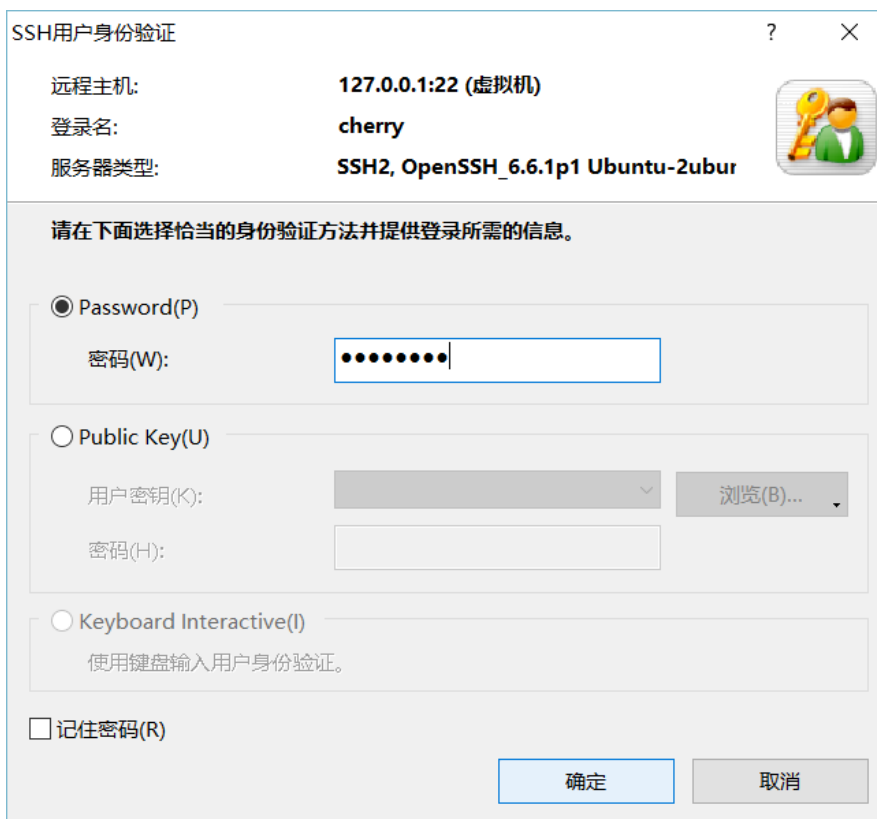 SSH用户身份验证
远程主机: 127.0.0.1:22 (虚拟机)
登录名: cherry
服务器类型: SSH2, OpenSSH_6.6.1p1 Ubuntu-2ubur
请在下面选择恰当的身份验证方法并提供登录所需的信息。
Password(P)
密码(W): ●●●●●●●●
Public Key(U)
用户密钥(K): 浏览(B)...
密码(H):
Keyboard Interactive(I)
使用键盘输入用户身份验证。
记住密码(R)
确定 取消